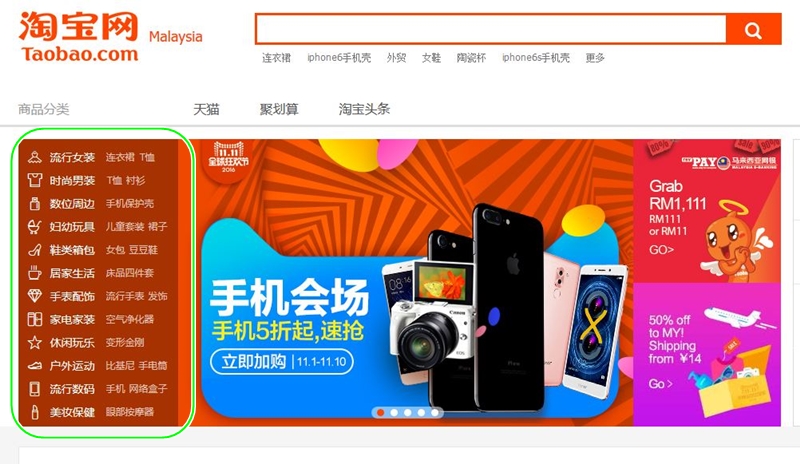 淘宝网
Taobao.com
Malaysia
连衣裙 iphone6手机壳 外贸 女鞋 陶瓷杯 iphone6s手机壳 更多
商品分类 天猫 聚划算 淘宝头条
流行女装 连衣裙 T恤
时尚男装 T恤 衬衫
数位周边 手机保护壳
妇幼玩具 儿童套装 裙子
鞋类箱包 女包 豆豆鞋
居家生活 床品四件套
手表配饰 流行手表 发饰
家电家装 空气净化器
休闲玩乐 变形金刚
户外运动 比基尼 手电筒
流行数码 手机 网络盒子
美妆保健 眼部按摩器
11.11
全球狂欢节
2016
手机会场
手机5折起,速抢
立即加购 11.1-11.10
08:16
EOS
iPhone
80%
PAY 马来西亚网银
MALAYSIA E-BANKING
Grab
RM1,111
RM111
or RM11
GO>
50% off
to MY!
Shipping
from ¥14
Go >